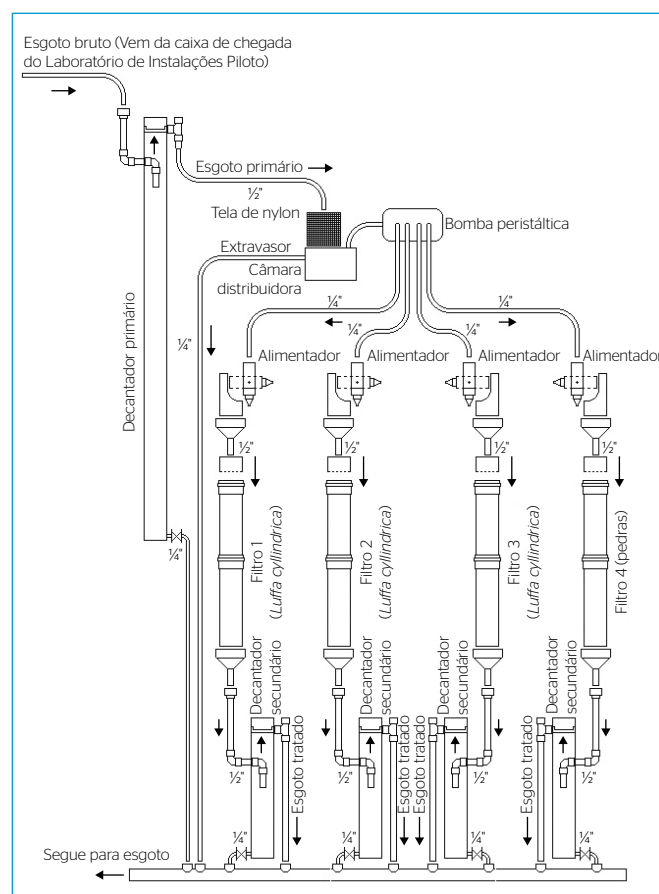 Esgoto bruto (Vem da caixa de chegada
do Laboratório de Instalações Piloto)
Esgoto primário
½"
Tela de nylon
Bomba peristáltica
Extravasor
Câmara
distribuidora
Decantador primário
¼"
¼"
¼"
¼"
¼"
¼"
Alimentador
Alimentador
Alimentador
Alimentador
½"
½"
½"
½"
Filtro 1
(Luffa cyllindrica)
Filtro 2
(Luffa cyllindrica)
Filtro 3
(Luffa cyllindrica)
Filtro 4 (pedras)
Decantador
secundário
Decantador
secundário
Decantador
secundário
Decantador
secundário
½"
½"
½"
½"
Esgoto tratado
Esgoto tratado
Esgoto tratado
Esgoto tratado
¼"
¼"
¼"
¼"
Segue para esgoto